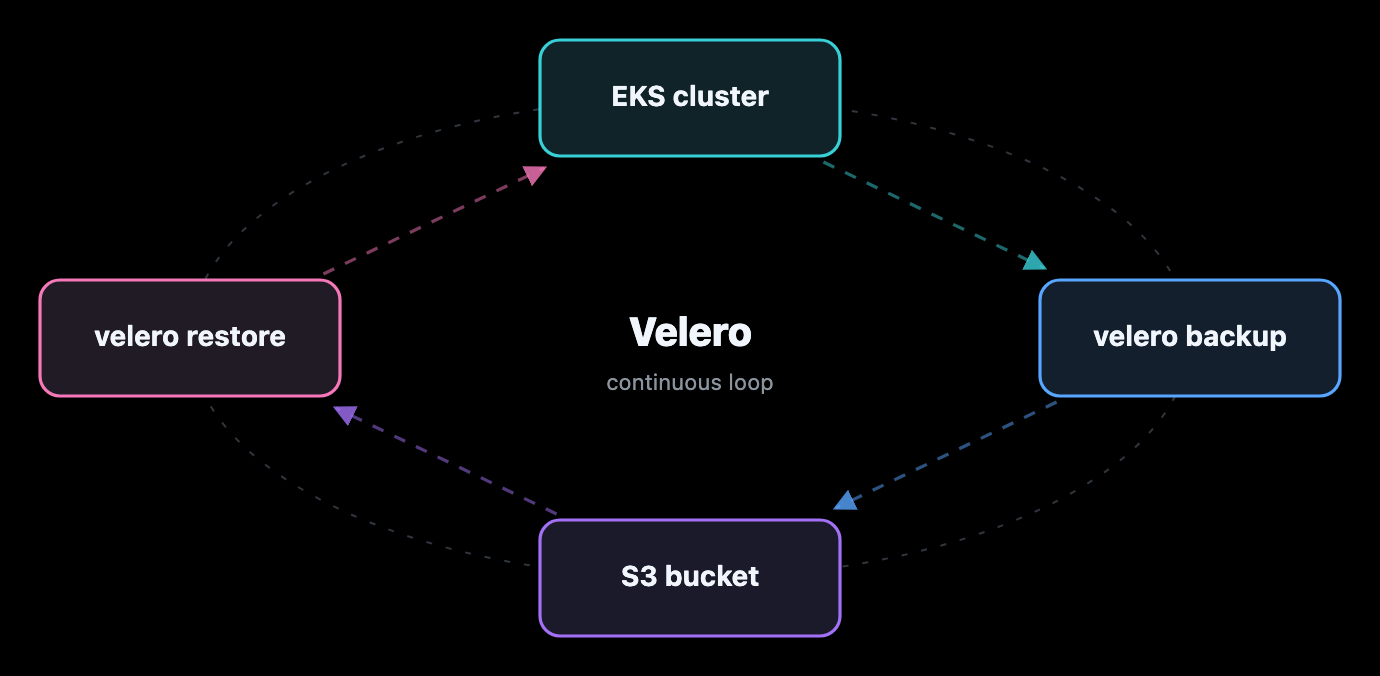 EKS cluster
velero restore
Velero
continuous loop
velero backup
S3 bucket